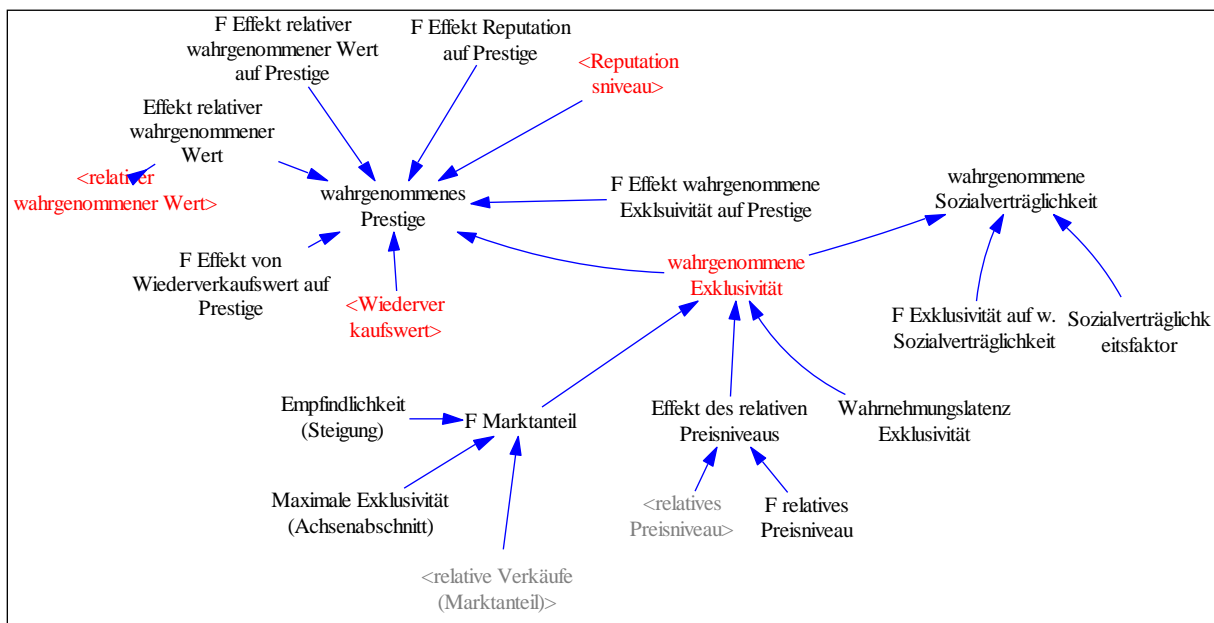 F Effekt relativer
wahrgenommener Wert
auf Prestige
F Effekt Reputation
auf Prestige
<Reputation
sniveau>
Effekt relativer
wahrgenommener
Wert
<relativer
wahrgenommener Wert>
wahrgenommenes
Prestige
F Effekt wahrgenommene
Exklsuivität auf Prestige
wahrgenommene
Sozialverträglichkeit
F Effekt von
Wiederverkaufswert auf
Prestige
<Wiederver
kaufswert>
wahrgenommene
Exklusivität
F Exklusivität auf w.
Sozialverträglichkeit
Sozialverträglichk
eitsfaktor
Empfindlichkeit
(Steigung)
F Marktanteil
Effekt des relativen
Preisniveaus
Wahrnehmungslatenz
Exklusivität
Maximale Exklusivität
(Achsenabschnitt)
<relatives
Preisniveau>
F relatives
Preisniveau
<relative Verkäufe
(Marktanteil)>